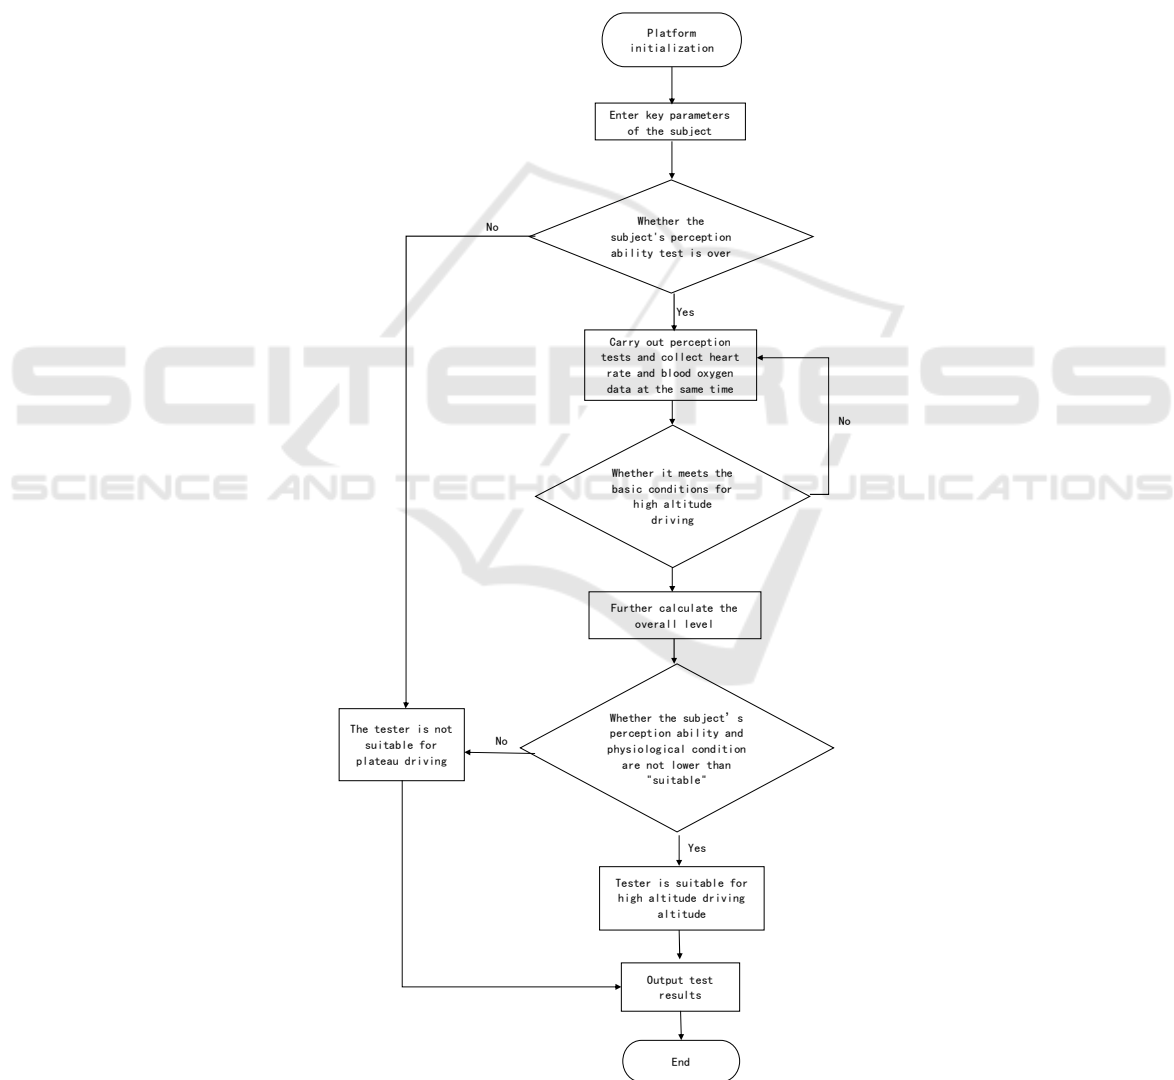 Platform
initialization
Enter key parameters
of the subject
Whether the
subject's perception
ability test is over
No
Yes
Carry out perception
tests and collect heart
rate and blood oxygen
data at the same time
No
SCITEPRESS
SCIENCE AND TECHNOLOGY PUBLICATIONS
Whether it meets the
basic conditions for
high altitude
driving
Further calculate the
overall level
Whether the subject’s
perception ability and
physiological condition
are not lower than
"suitable"
No
The tester is not
suitable for
plateau driving
Yes
Tester is suitable for
high altitude driving
altitude
Output test
results
End